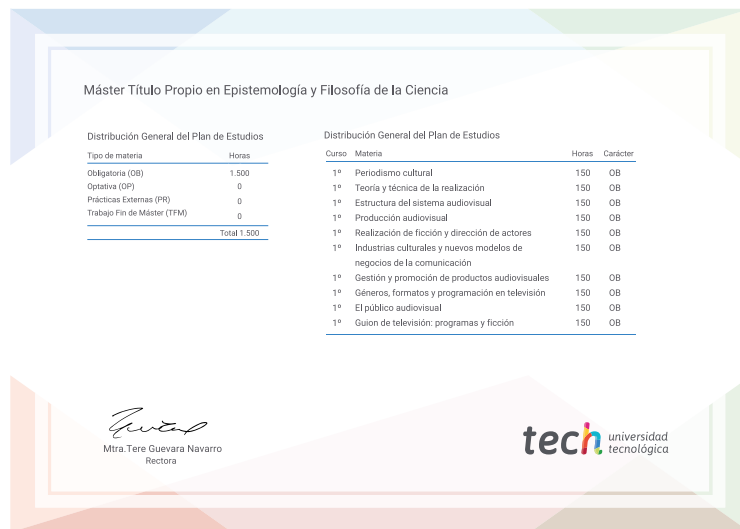 Máster Título Propio en Epistemología y Filosofía de la Ciencia
Distribución General del Plan de Estudios
Tipo de materia Horas
Obligatoria (OB) 1.500
Optativa (OP) 0
Prácticas Externas (PR) 0
Trabajo Fin de Máster (TFM) 0
Total 1.500
Distribución General del Plan de Estudios
Curso Materia Horas Carácter
1º Periodismo cultural 150 OB
1º Teoría y técnica de la realización 150 OB
1º Estructura del sistema audiovisual 150 OB
1º Producción audiovisual 150 OB
1º Realización de ficción y dirección de actores 150 OB
1º Industrias culturales y nuevos modelos de 150 OB
negocios de la comunicación
1º Gestión y promoción de productos audiovisuales 150 OB
1º Géneros, formatos y programación en televisión 150 OB
1º El público audiovisual 150 OB
1º Guion de televisión: programas y ficción 150 OB
Mtra.Tere Guevara Navarro
Rectora
tech universidad
tecnológica